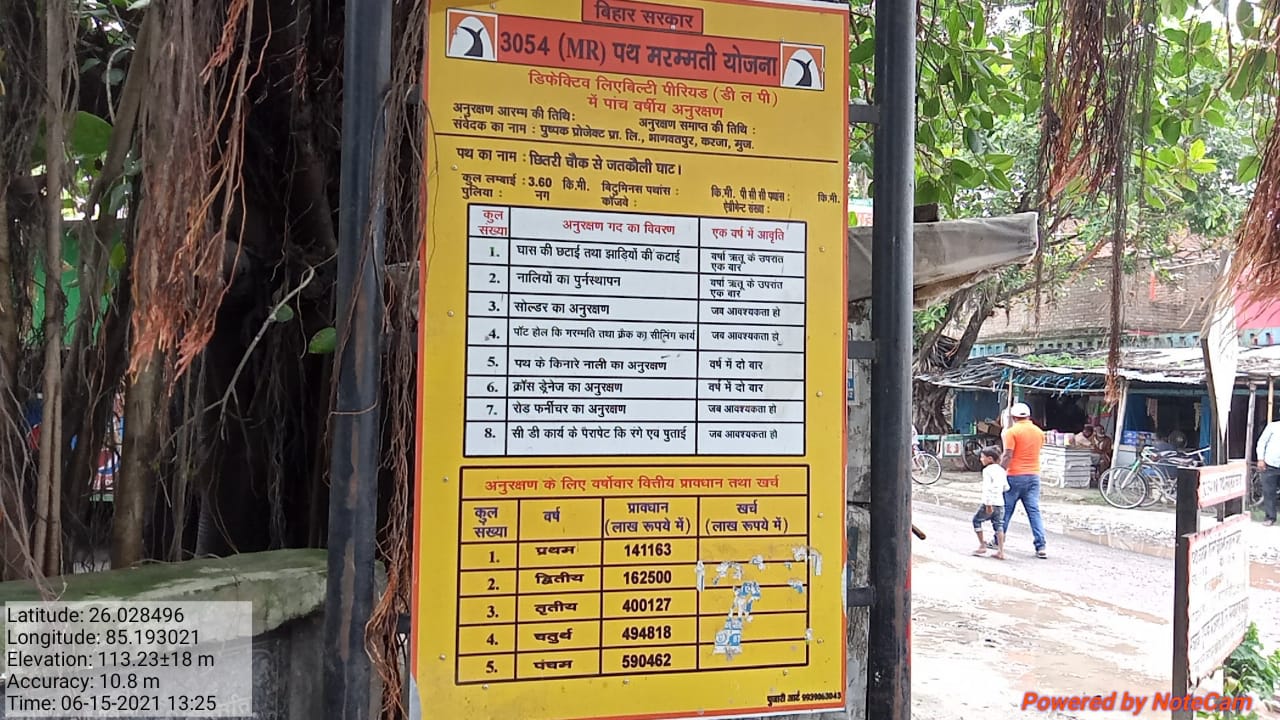 बिहार सरकार
3054 (MR) पथ मरम्मती योजना
डिफेक्टिव लिएबिल्टी पीरियड (डी ल पी)
में पांच वर्षीय अनुरक्षण
अनुरक्षण आरम्भ की तिथि: अनुरक्षण समाप्त की तिथि :
संवेदक का नाम : पुष्पक प्रोजेक्ट प्रा. लि., भागवतपुर, करजा, मुज.
पथ का नाम : छितरी चौक से जतकौली घाट।
कुल लम्बाई : 3.60 कि.मी. बिटुमिनस पथांस : कि.मी. पी सी सी पथांस : कि.मी.
पुलिया : नग कॉजवे : एग्रीमेन्ट संख्या :
कुल संख्या अनुरक्षण गद का विवरण एक वर्ष में आवृति
1. घास की छटाई तथा झाड़ियों की कटाई वर्षा ऋतू के उपरांत एक बार
2. नालियों का पुर्नस्थापन वर्षा ऋतू के उपरांत एक बार
3. सोल्डर का अनुरक्षण जब आवश्यकता हो
4. पॉट होल कि मरम्मति तथा क्रैक का सीलिंग कार्य जब आवश्यकता हो
5. पथ के किनारे नाली का अनुरक्षण वर्ष में दो बार
6. क्रॉस ड्रेनेज का अनुरक्षण वर्ष में दो बार
7. रोड फर्नीचर का अनुरक्षण जब आवश्यकता हो
8. सी डी कार्य के पैरापेट कि रंगे एव पुताई जब आवश्यकता हो
अनुरक्षण के लिए वर्षोवार वित्तीय प्रावधान तथा खर्च
कुल संख्या वर्ष प्रावधान (लाख रूपये में) खर्च (लाख रूपये में)
1. प्रथम 141163
2. द्वितीय 162500
3. तृतीय 400127
4. चतुर्थ 494818
5. पंचम 590462
पुजारी आर्ट 9939063043
Latitude: 26.028496
Longitude: 85.193021
Elevation: 113.23±18 m
Accuracy: 10.8 m
Time: 06-15-2021 13:25
Powered by NoteCam